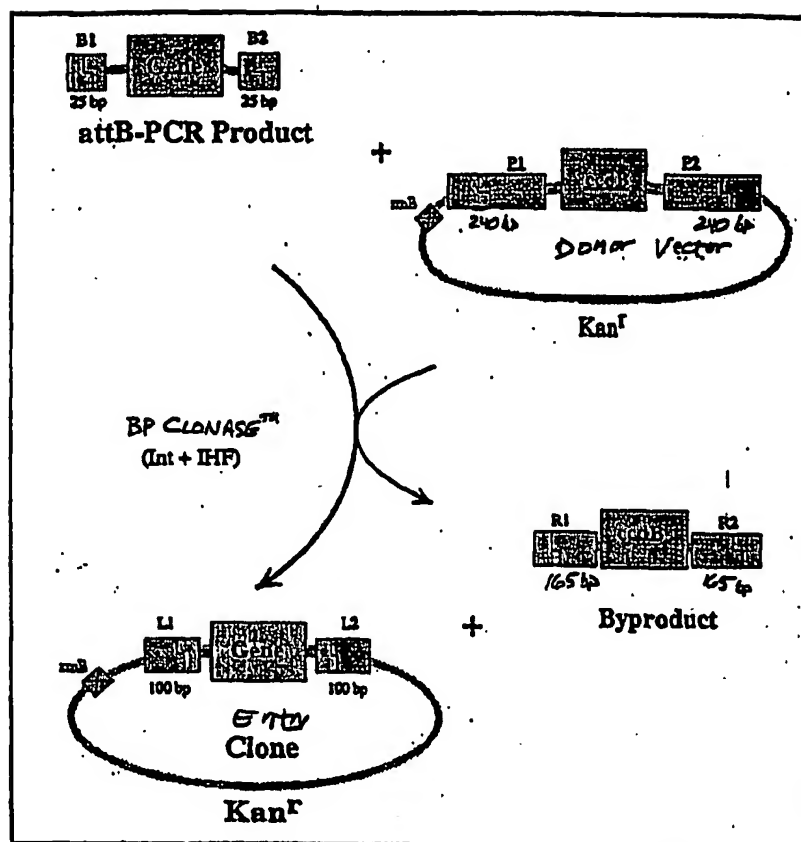 B1 B2
Gene
25 bp 25 bp
attB-PCR Product
+
P1 P2
ccdB
rrnB
240 bp 240 bp
Donor Vector
Kanr
BP CLONASE™
(Int + IHF)
R1 R2
ccdB
165 bp 165 bp
Byproduct
+
L1 L2
Gene
rrnB
100 bp 100 bp
Entry
Clone
Kanr